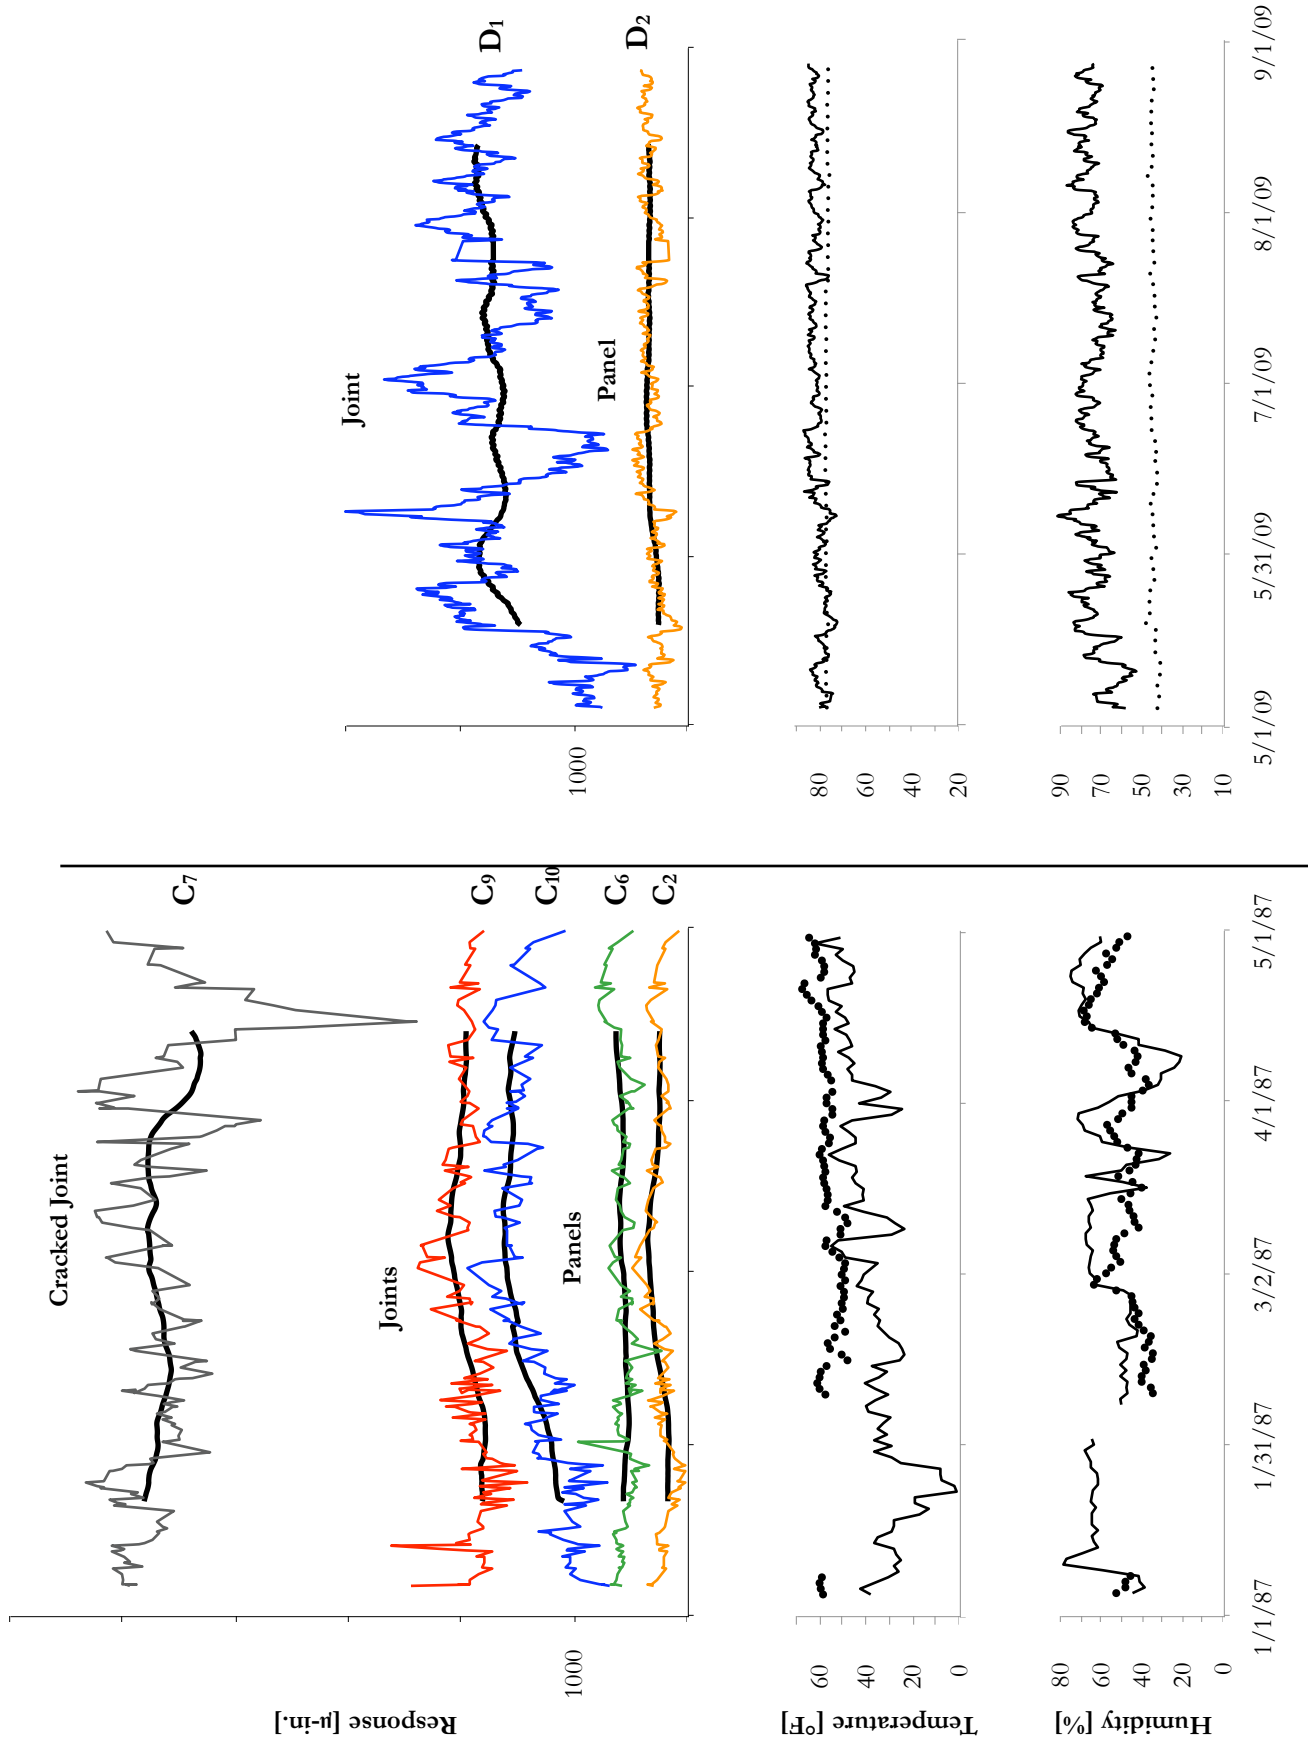 Response [μ-in.]
1000
Cracked Joint
C7
Joints
C9
C10
Panels
C6
C2
1000
Joint
D1
Panel
D2
Temperature [°F]
60
40
20
0
80
60
40
20
Humidity [%]
80
60
40
20
0
90
70
50
30
10
1/1/87
1/31/87
3/2/87
4/1/87
5/1/87
5/1/09
5/31/09
7/1/09
8/1/09
9/1/09